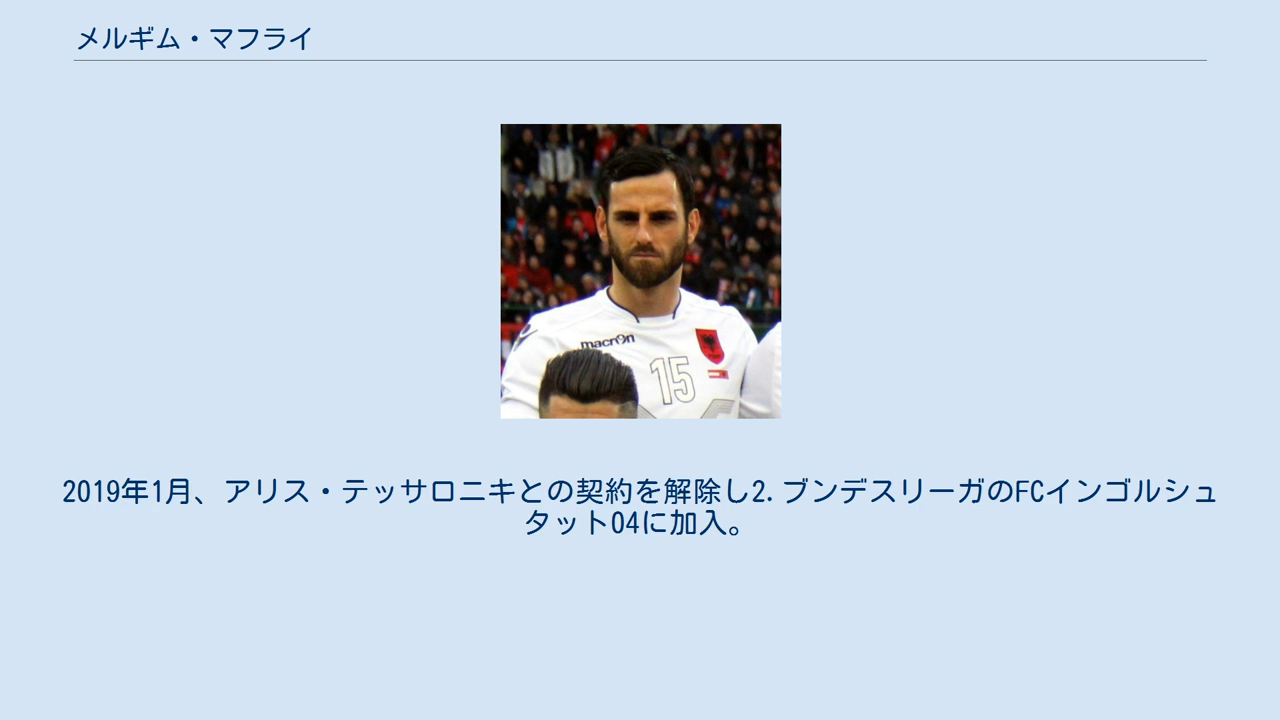 メルギム・マフライ
macron
15
2019年1月、アリス・テッサロニキとの契約を解除し2.ブンデスリーガのFCインゴルシュ
タット04に加入。